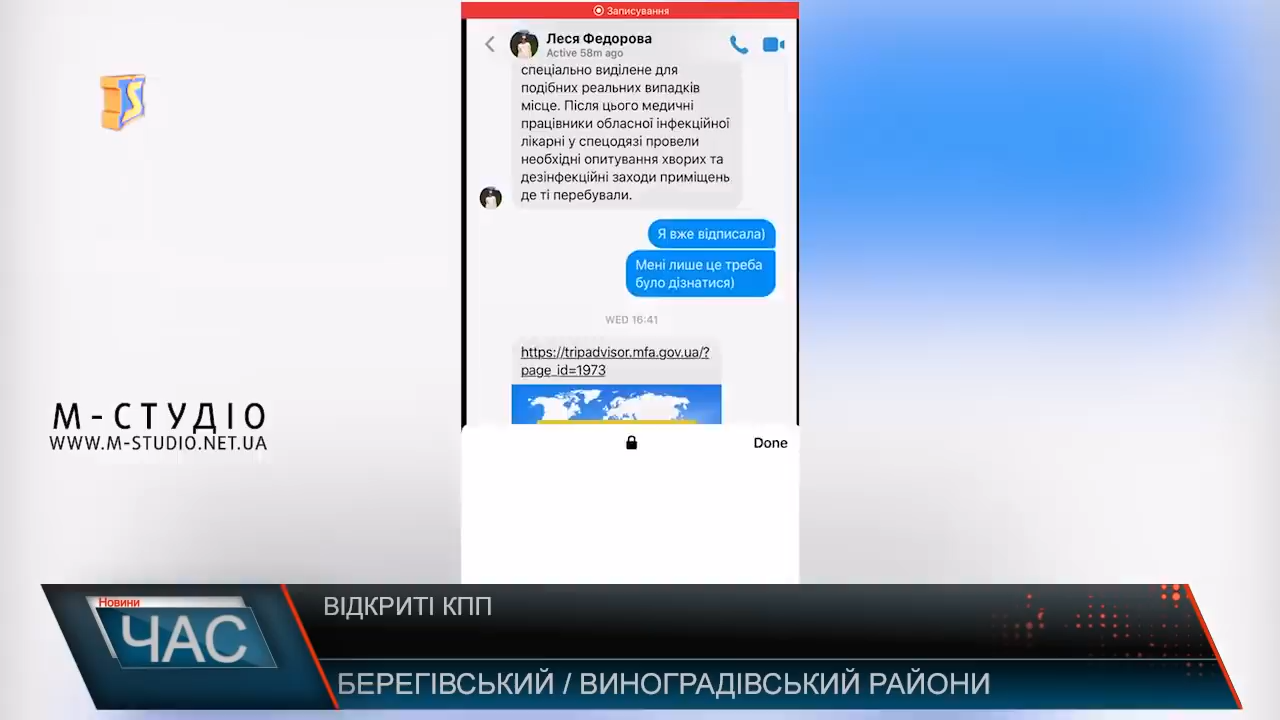 Записування
Леся Федорова
Active 58m ago
спеціально виділене для
подібних реальних випадків
місце. Після цього медичні
працівники обласної інфекційної
лікарні у спецодязі провели
необхідні опитування хворих та
дезінфекційні заходи приміщень
де ті перебували.
Я вже відписала)
Мені лише це треба
було дізнатися)
WED 16:41
https://tripadvisor.mfa.gov.ua/?
page_id=1973
Done
М-СТУДІО
WWW.M-STUDIO.NET.UA
Новини
ЧАС
ВІДКРИТІ КПП
БЕРЕГІВСЬКИЙ / ВИНОГРАДІВСЬКИЙ РАЙОНИ